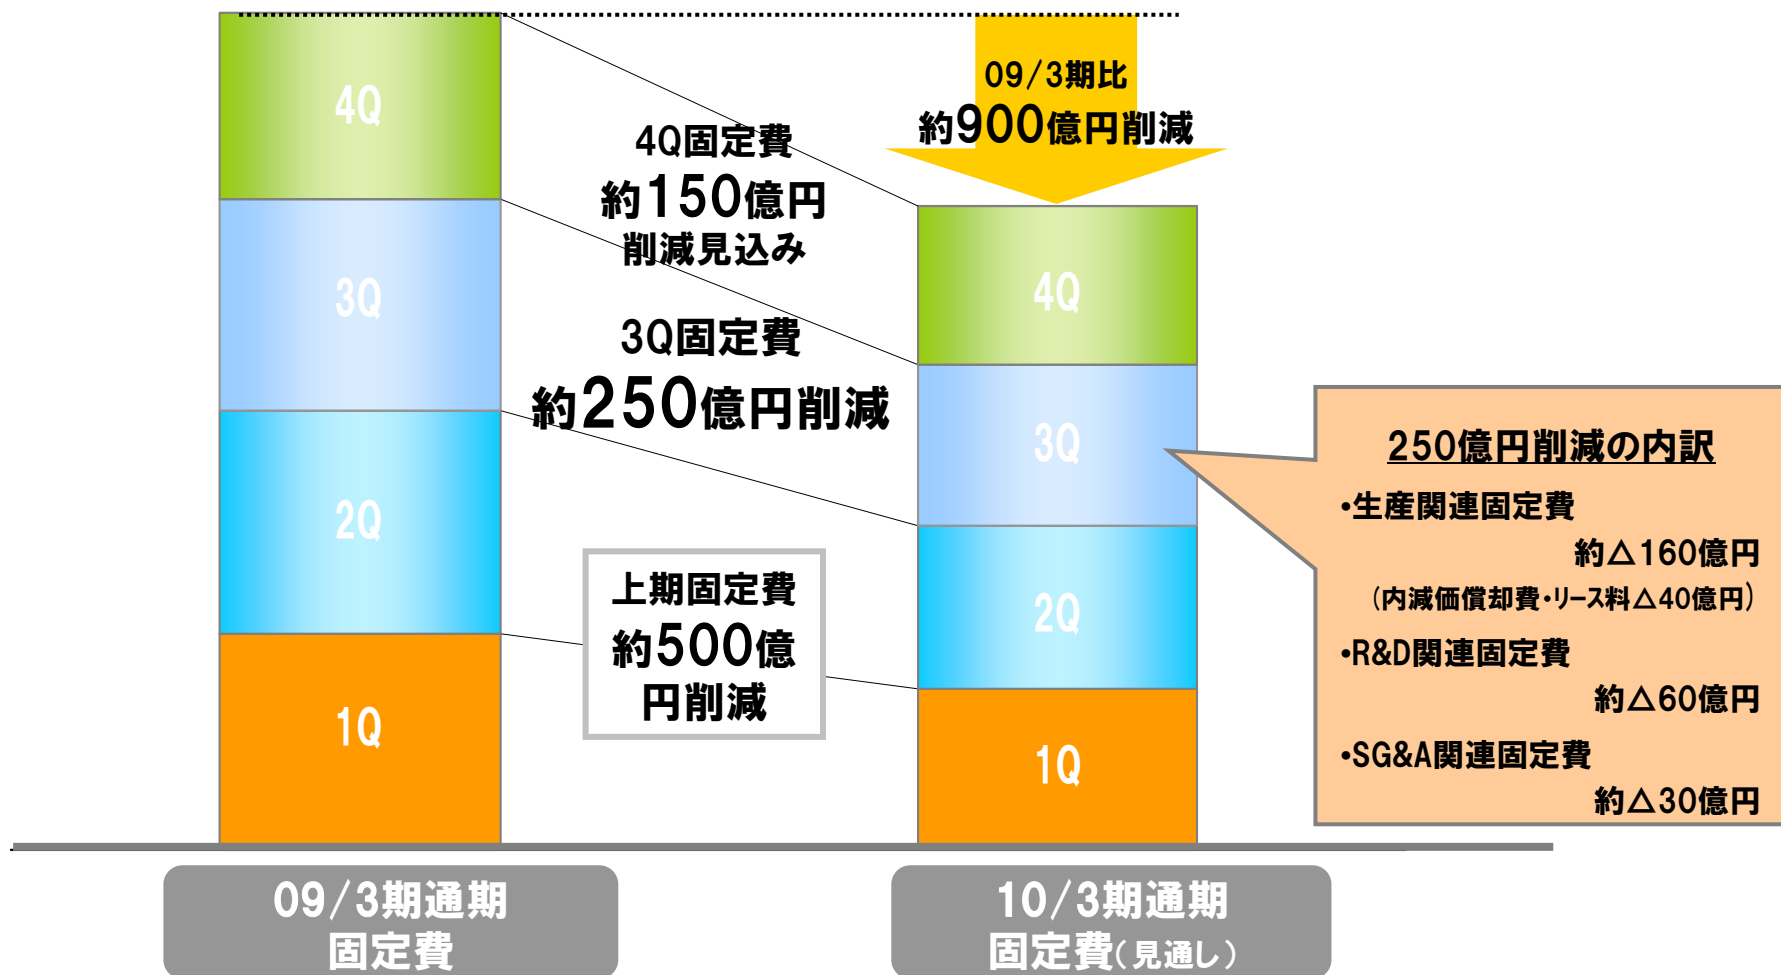 4Q
3Q
2Q
1Q
09/3期通期
固定費
4Q固定費
約150億円
削減見込み
3Q固定費
約250億円削減
上期固定費
約500億
円削減
09/3期比
約900億円削減
4Q
3Q
2Q
1Q
10/3期通期
固定費(見通し)
250億円削減の内訳
・生産関連固定費
約△160億円
(内減価償却費・リース料△40億円)
・R&D関連固定費
約△60億円
・SG&A関連固定費
約△30億円